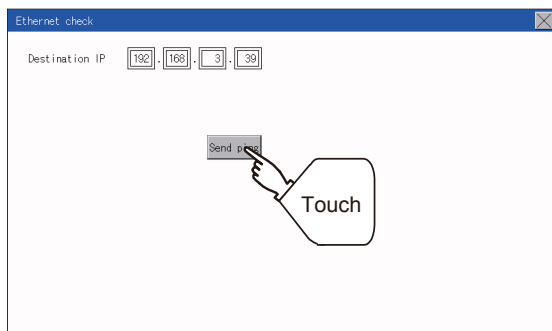 Ethernet check
Destination IP 192 . 168 . 3 . 39
Send ping
Touch